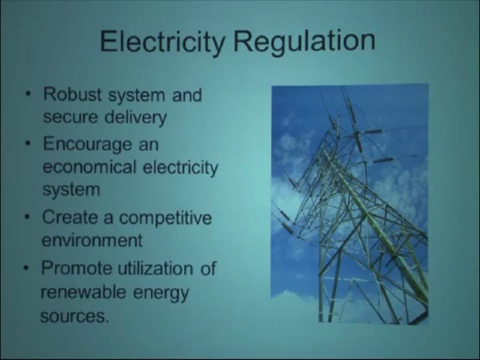 Electricity Regulation
• Robust system and
secure delivery
• Encourage an
economical electricity
system
• Create a competitive
environment
• Promote utilization of
renewable energy
sources.